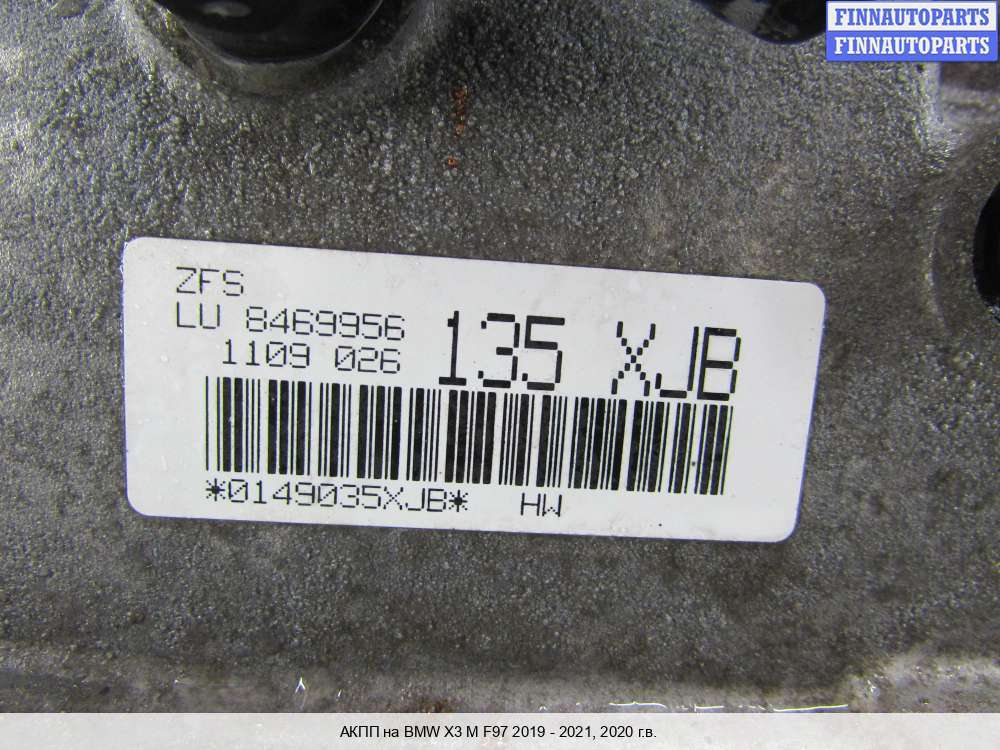 FINNAUTOPARTS
FINNAUTOPARTS
ZFS
LU 8469956
1109 026
135 XJB
*0149035XJB* HW
АКПП на BMW X3 M F97 2019 - 2021, 2020 г.в.